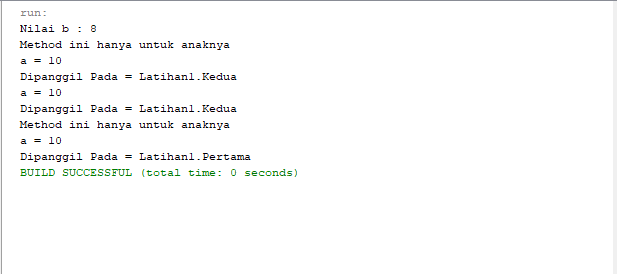 run:
Nilai b : 8
Method ini hanya untuk anaknya
a = 10
Dipanggil Pada = Latihan1.Kedua
a = 10
Dipanggil Pada = Latihan1.Kedua
Method ini hanya untuk anaknya
a = 10
Dipanggil Pada = Latihan1.Pertama
BUILD SUCCESSFUL (total time: 0 seconds)